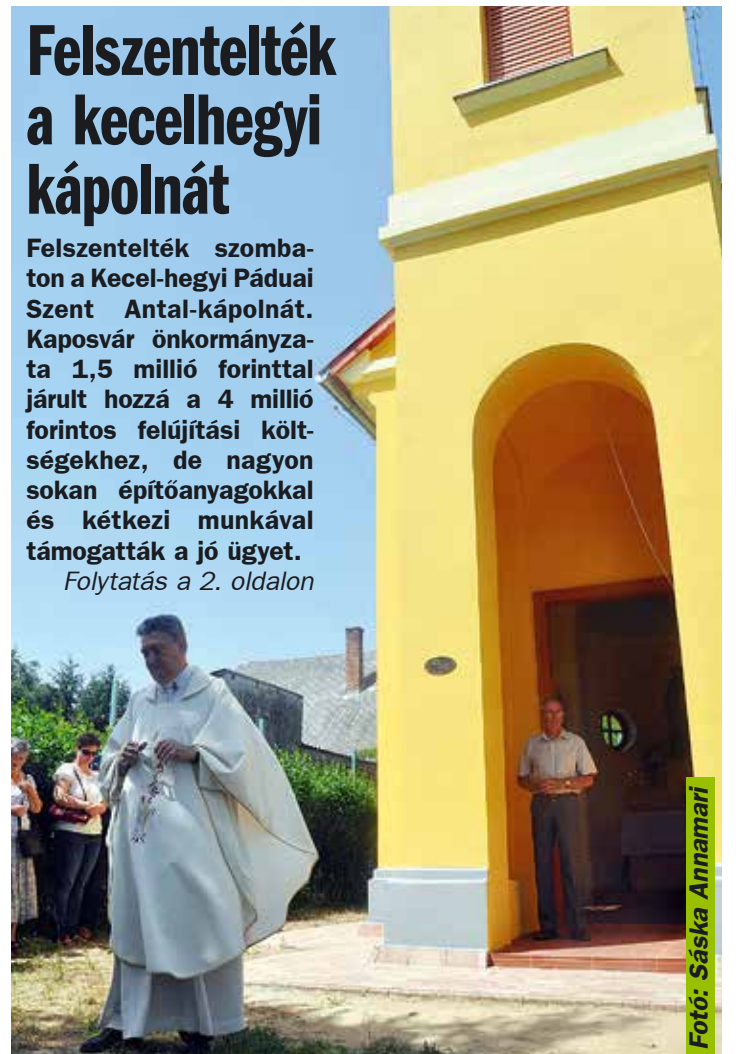 Felszentelték
a kecelhegyi
kápolnát
Felszentelték szomba-
ton a Kecel-hegyi Páduai
Szent Antal-kápolnát.
Kaposvár önkormányza-
ta 1,5 millió forinttal
járult hozzá a 4 millió
forintos felújítási költ-
ségekhez, de nagyon
sokan építőanyagokkal
és kétkezi munkával
támogatták a jó ügyet.
Folytatás a 2. oldalon
Fotó: Sáska Annamari